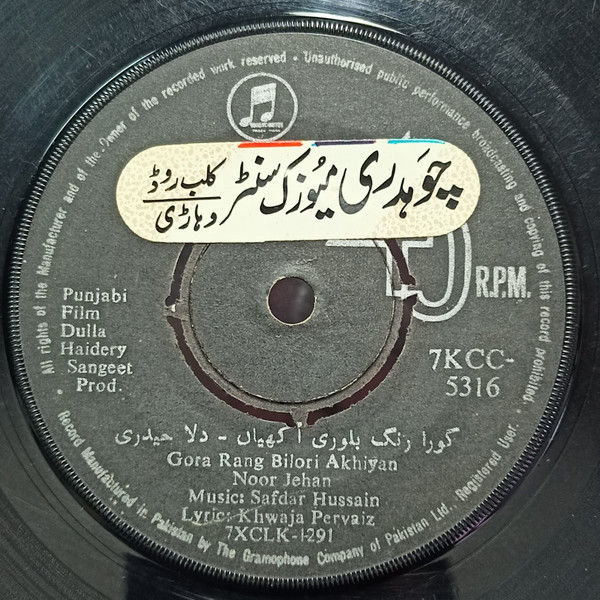 All rights of the Manufacturer and of the Owner of the recorded work reserved • Unauthorised public performance broadcasting and copying of this record prohibited.
چوہدری میوزک سنٹر
کلب روڈ
وہاڑی
45
R.P.M.
Punjabi
Film
Dulla
Haidery
Sangeet
Prod.
7KCC-
5316
گورا رنگ بلوری اکھیاں - دلا حیدری
Gora Rang Bilori Akhiyan
Noor Jehan
Music: Safdar Hussain
Lyric: Khwaja Pervaiz
7XCLK-1291
Record Manufactured in Pakistan by The Gramophone Company of Pakistan Ltd., Registered User.